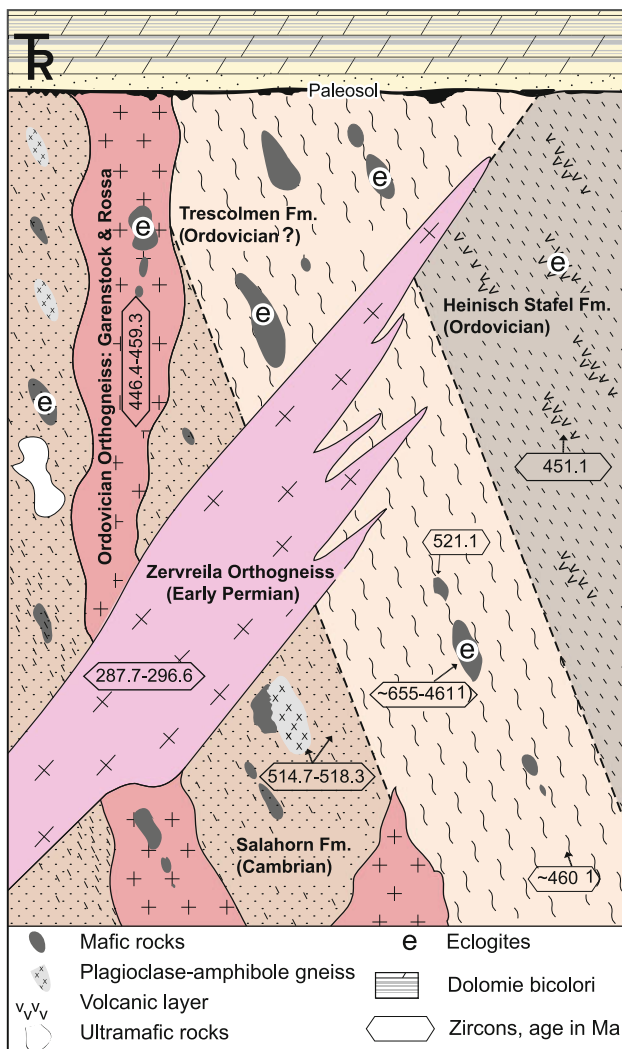 TR
Paleosol
e
Trescolmen Fm.
(Ordovician ?)
e
e
Heinisch Stafel Fm.
(Ordovician)
e
Ordovician Orthogneiss: Garenstock & Rossa
446.4-459.3
e
e
451.1
521.1
Zervreila Orthogneiss
(Early Permian)
e
287.7-296.6
~655-461 1)
514.7-518.3
Salahorn Fm.
(Cambrian)
~460 1)
Mafic rocks
e Eclogites
Plagioclase-amphibole gneiss
Dolomie bicolori
Volcanic layer
Ultramafic rocks
Zircons, age in Ma